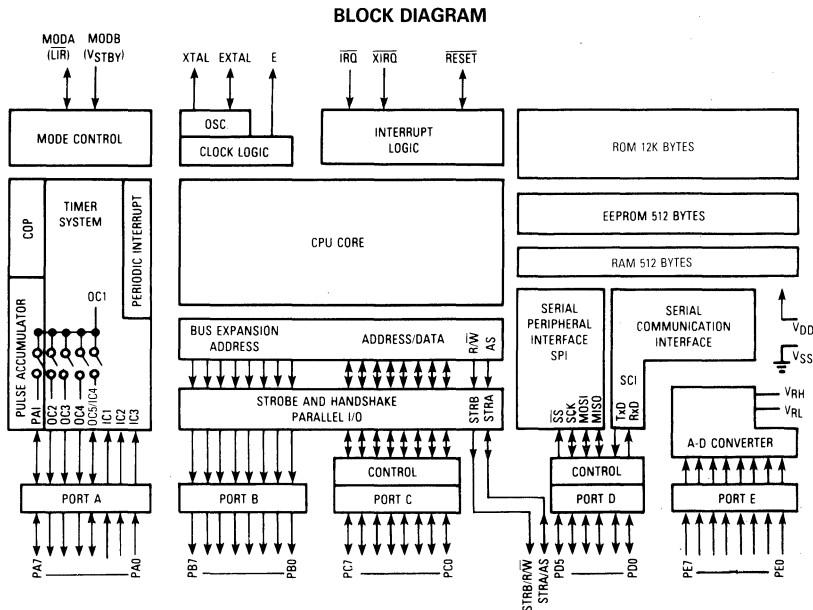 BLOCK DIAGRAM
MODA
(LIR)
MODB
(VSTBY)
XTAL EXTAL E
IRQ XIRQ RESET
MODE CONTROL
OSC.
CLOCK LOGIC
INTERRUPT
LOGIC
ROM 12K BYTES
COP
TIMER
SYSTEM
PERIODIC INTERRUPT
CPU CORE
EEPROM 512 BYTES
RAM 512 BYTES
PULSE ACCUMULATOR
OC1
BUS EXPANSION
ADDRESS
ADDRESS/DATA
R/W
AS
SERIAL
PERIPHERAL
INTERFACE
SPI
SERIAL
COMMUNICATION
INTERFACE
SCI
VDD
VSS
PAI
OC2
OC3
OC4
OC5/IC4
IC1
IC2
IC3
STROBE AND HANDSHAKE
PARALLEL I/O
STRB
STRA
SS
SCK
MOSI
MISO
TxD
RxD
VRH
VRL
A-D CONVERTER
CONTROL
CONTROL
PORT A
PORT B
PORT C
PORT D
PORT E
PA7
PA0
PB7
PB0
PC7
PC0
STRB/R/W
STRA/AS
PD5
PD0
PE7
PE0